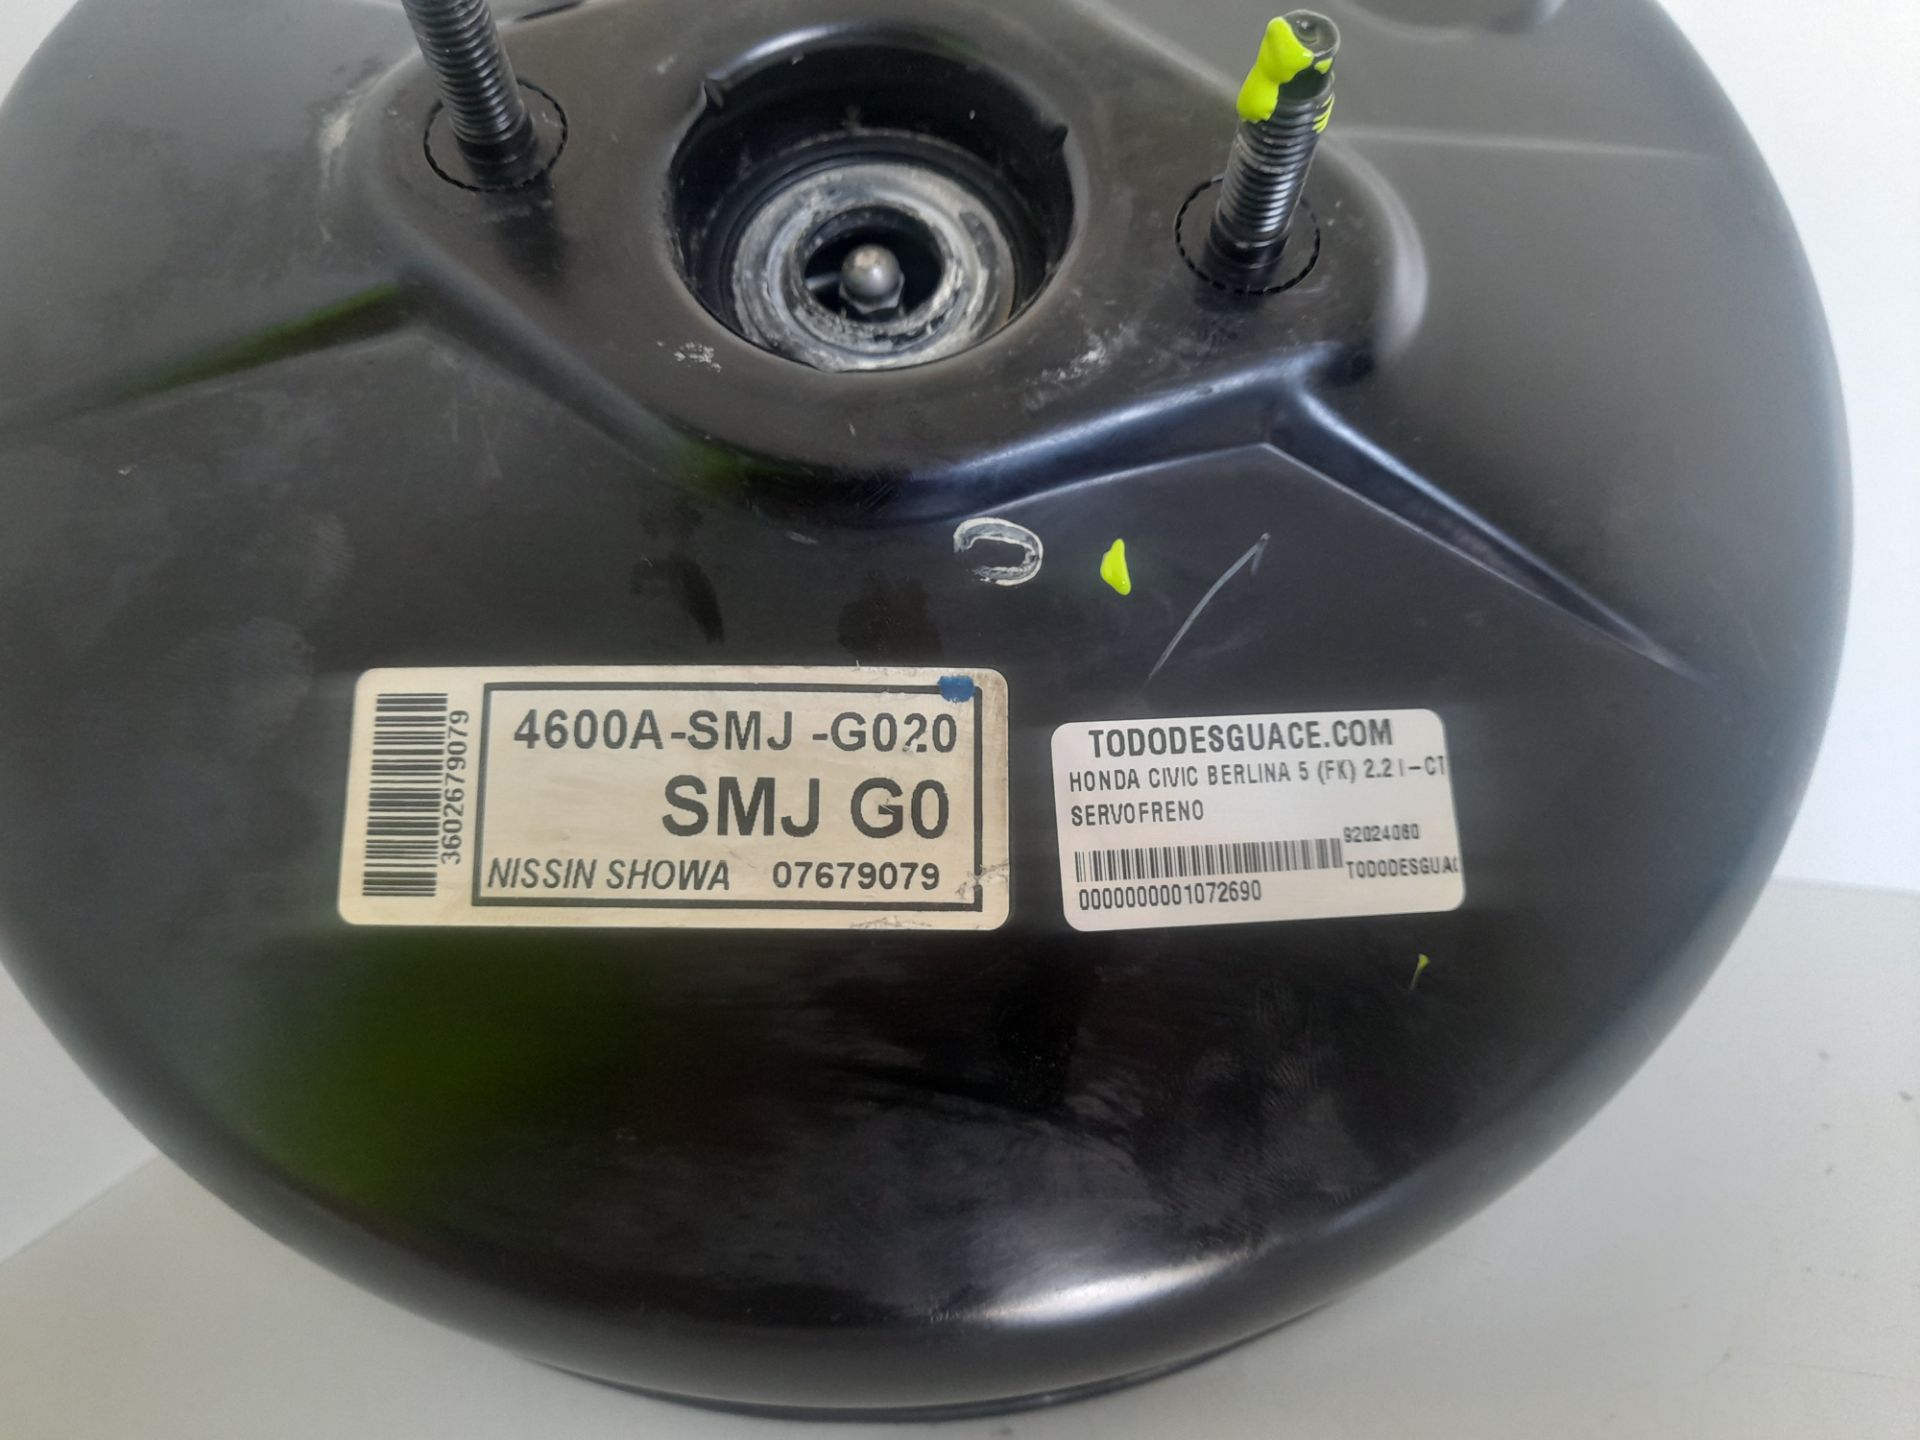 3602679079
4600A-SMJ -G020
SMJ G0
NISSIN SHOWA 07679079
TODODESGUACE.COM
HONDA CIVIC BERLINA 5 (FK) 2.2 I-CT
SERVOFRENO
92024060
TODODESGUAC
0000000001072690